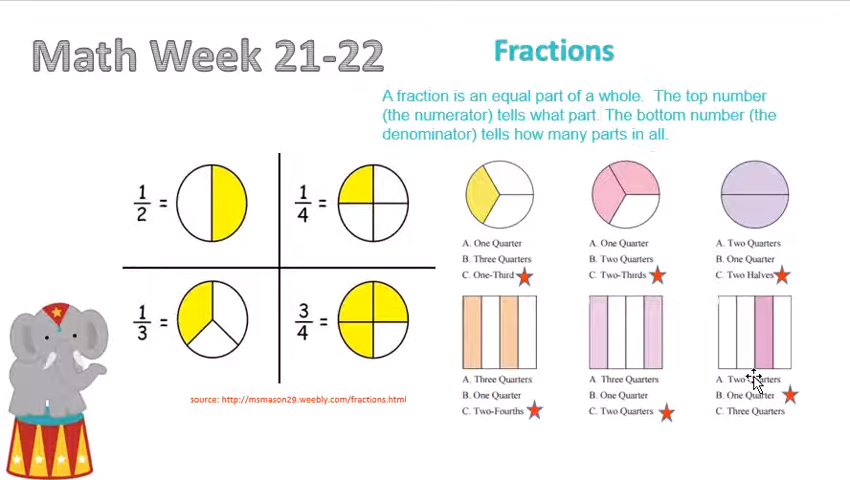 Math Week 21-22
Fractions
A fraction is an equal part of a whole. The top number
(the numerator) tells what part. The bottom number (the
denominator) tells how many parts in all.
1/2 =
1/4 =
1/3 =
3/4 =
source: http://msmason29.weebly.com/fractions.html
A. One Quarter
B. Three Quarters
C. One-Third
A. One Quarter
B. Two Quarters
C. Two-Thirds
A. Two Quarters
B. One Quarter
C. Two Halves
A. Three Quarters
B. One Quarter
C. Two-Fourths
A Three Quarters
B. One Quarter
C. Two Quarters
A. Two Quarters
B. One Quarter
C. Three Quarters